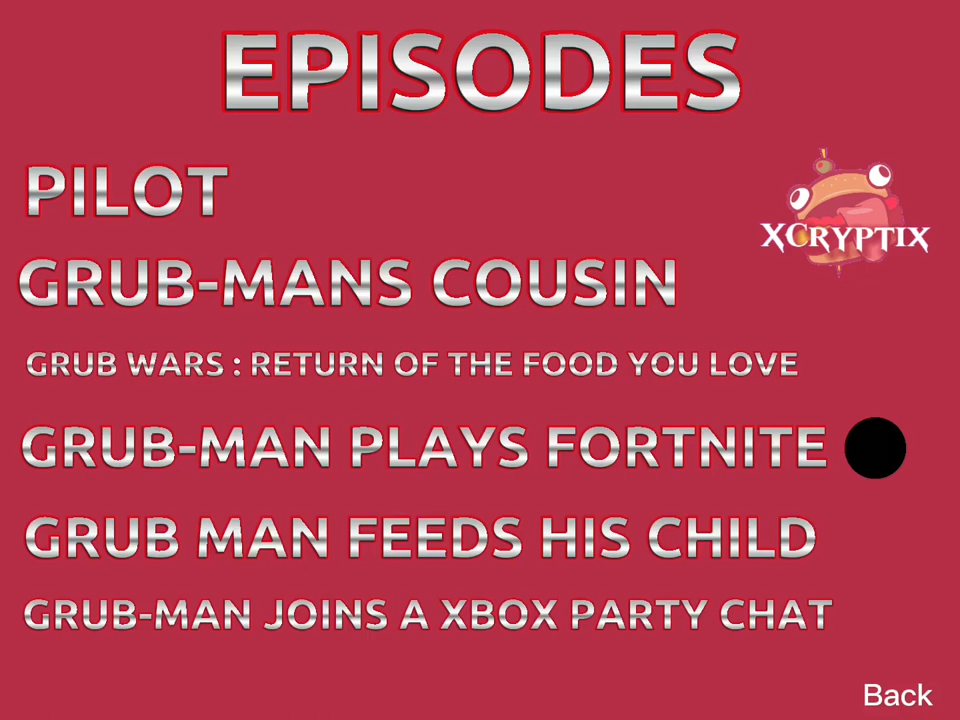 EPISODES
PILOT
XCRYPTIX
GRUB-MANS COUSIN
GRUB WARS : RETURN OF THE FOOD YOU LOVE
GRUB-MAN PLAYS FORTNITE
GRUB MAN FEEDS HIS CHILD
GRUB-MAN JOINS A XBOX PARTY CHAT
Back